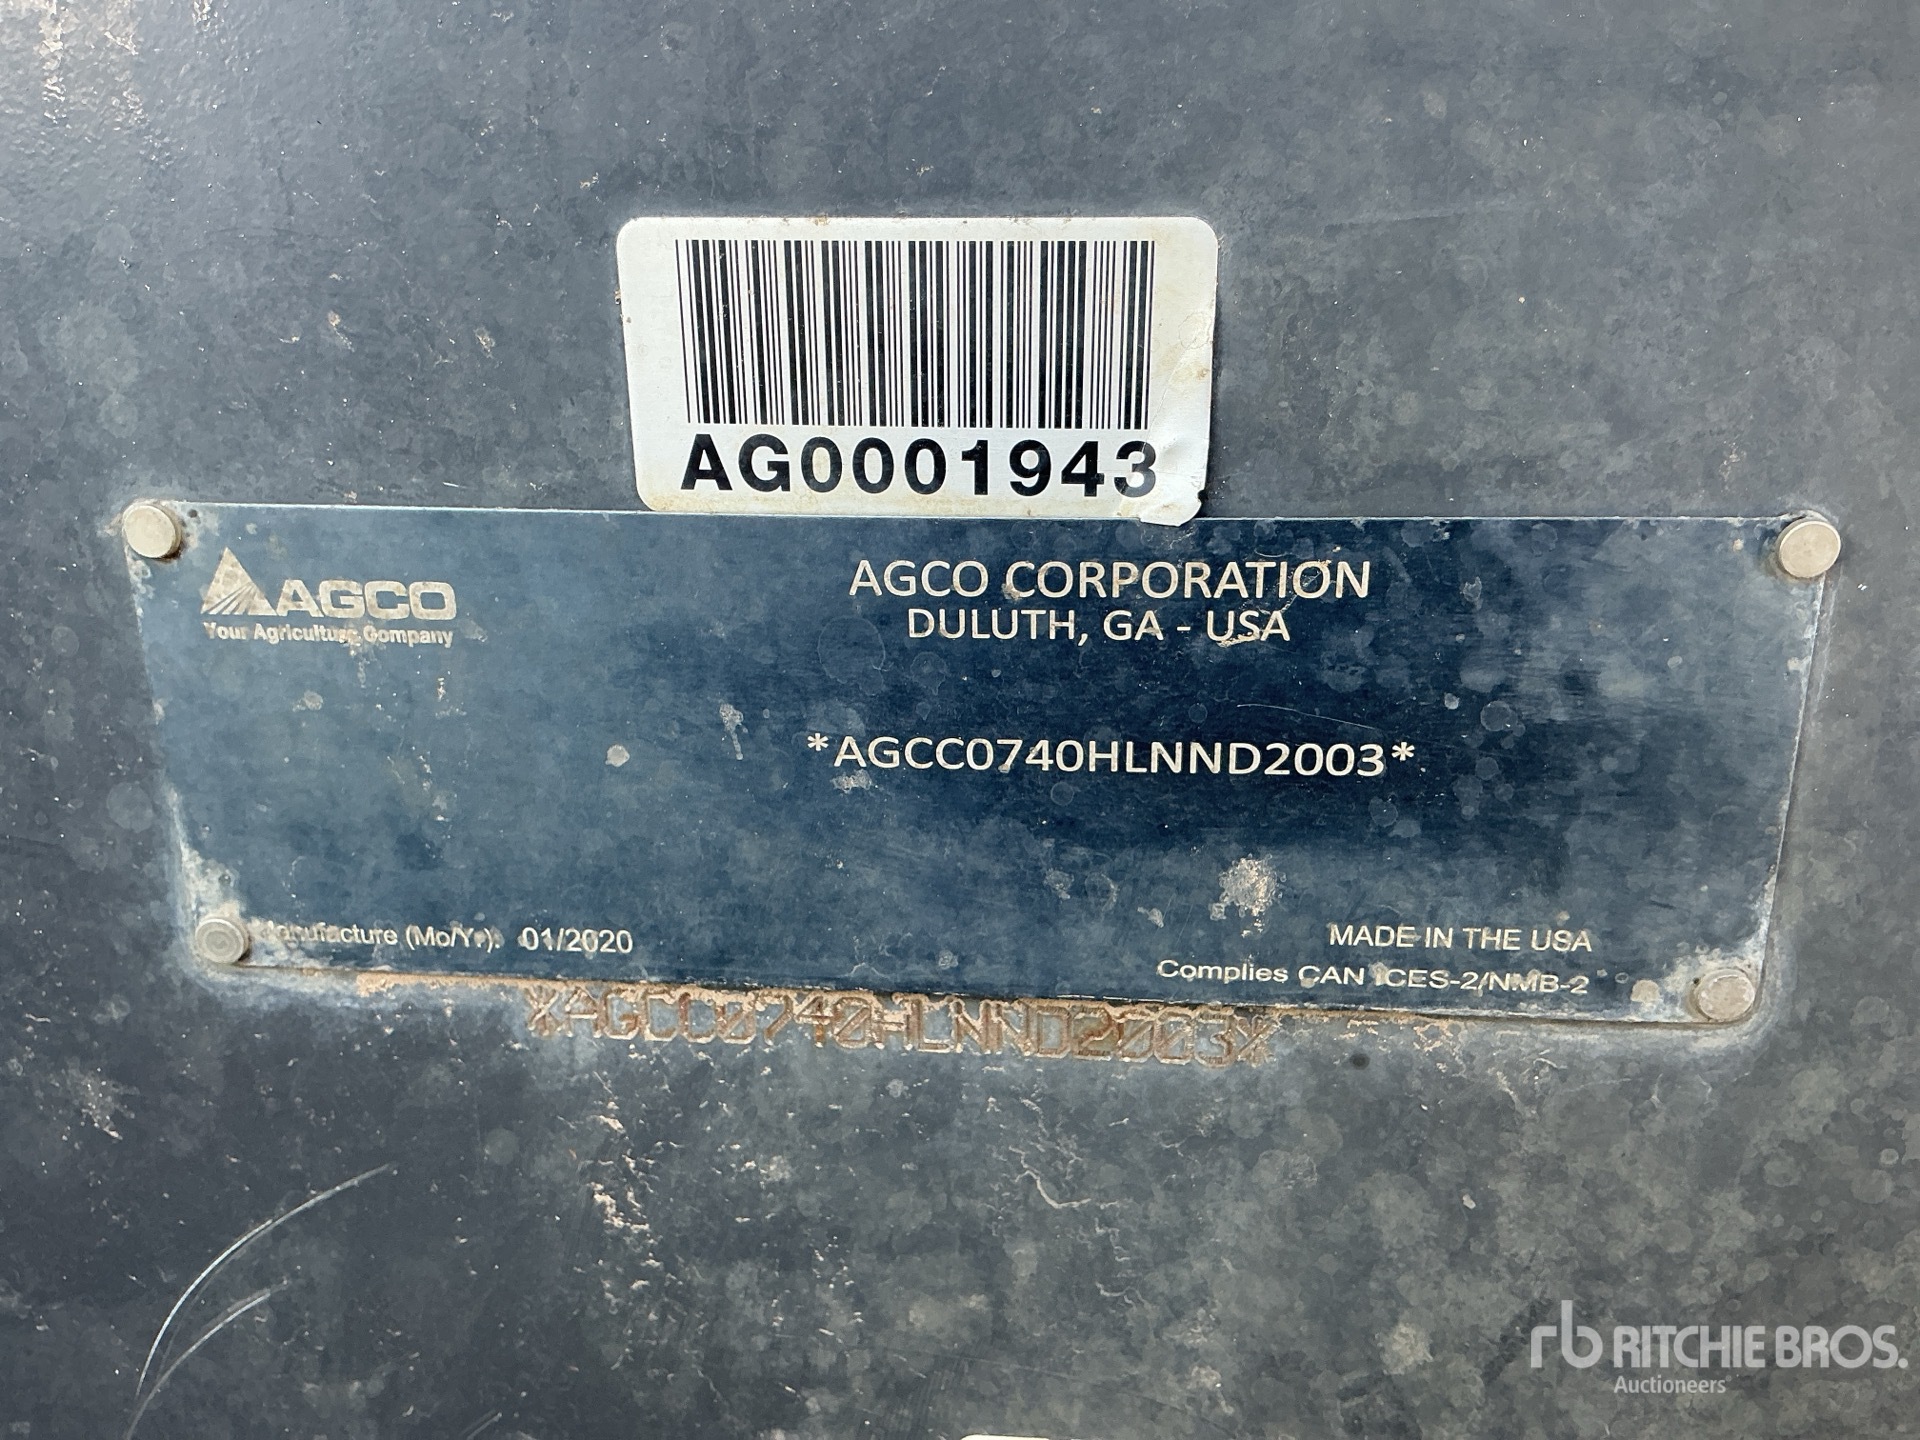 AG0001943
AGCO
Your Agriculture Company
AGCO CORPORATION
DULUTH, GA - USA
*AGCC0740HLNND2003*
Manufacture (Mo/Yr): 01/2020
MADE IN THE USA
Complies CAN ICES-2/NMB-2
*AGCC0740HLNND2003*
rb RITCHIE BROS.
Auctioneers